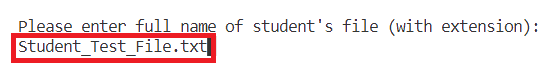 Please enter full name of student's file (with extension):
Student_Test_File.txt